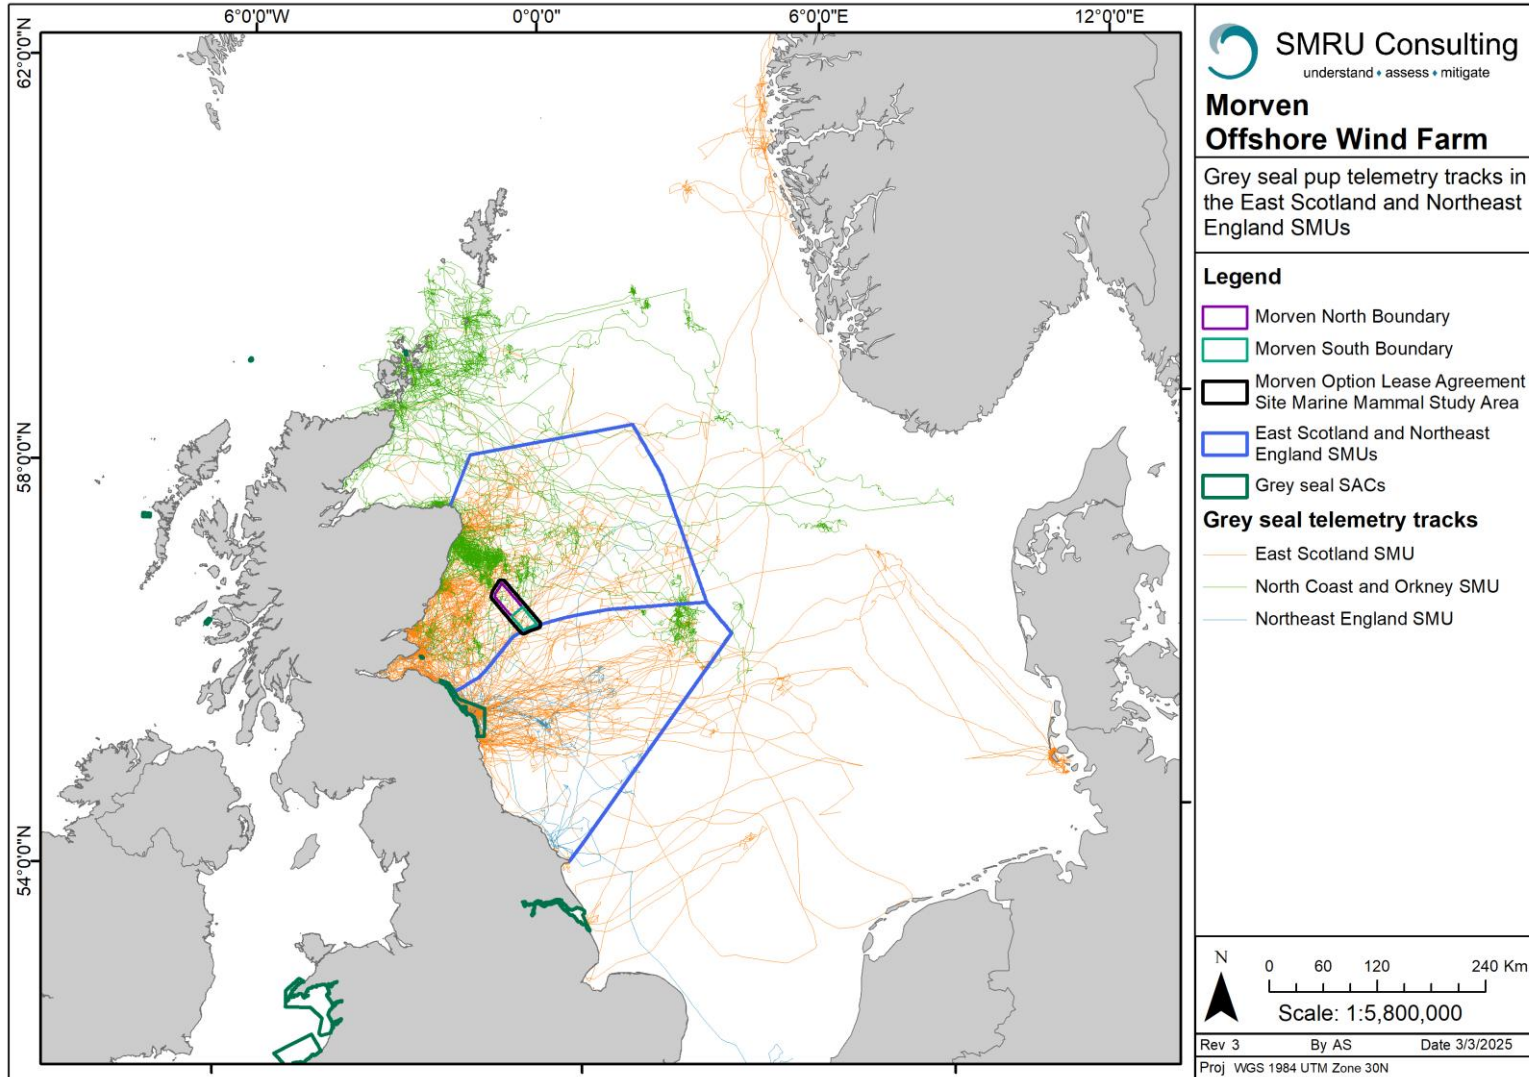 6°0'0"W
0°0'0"
6°0'0"E
12°0'0"E
62°0'0"N
58°0'0"N
54°0'0"N
SMRU Consulting
understand ♦ assess ♦ mitigate
Morven
Offshore Wind Farm
Grey seal pup telemetry tracks in
the East Scotland and Northeast
England SMUs
Legend
Morven North Boundary
Morven South Boundary
Morven Option Lease Agreement
Site Marine Mammal Study Area
East Scotland and Northeast
England SMUs
Grey seal SACs
Grey seal telemetry tracks
East Scotland SMU
North Coast and Orkney SMU
Northeast England SMU
N
0 60 120 240 Km
Scale: 1:5,800,000
Rev 3 By AS Date 3/3/2025
Proj WGS 1984 UTM Zone 30N